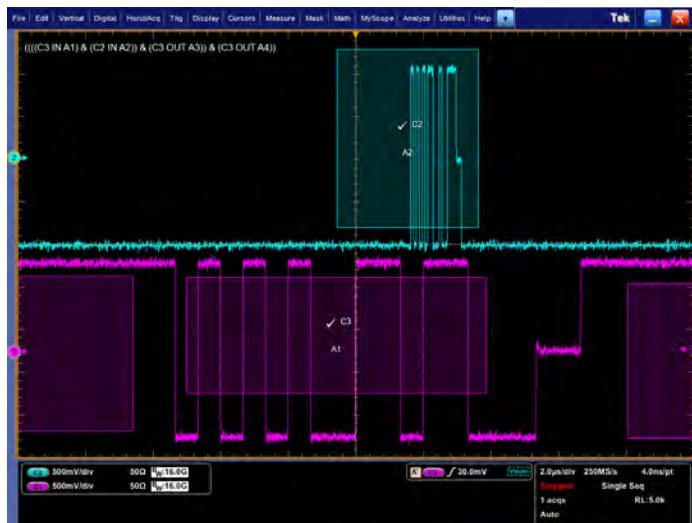 File Edit Vertical Digital Horiz/Acq Trig Display Cursors Measure Mask Math MyScope Analyze Utilities Help Tek
((((C3 IN A1) & (C2 IN A2)) & (C3 OUT A3)) & (C3 OUT A4))
C2
A2
2
C3
A1
C2 500mV/div 50Ω BW:16.0G
C3 500mV/div 50Ω BW:16.0G
A' C3 30.0mV Visual
2.0µs/div 250MS/s 4.0ns/pt
Stopped Single Seq
1 acqs RL:5.0k
Auto